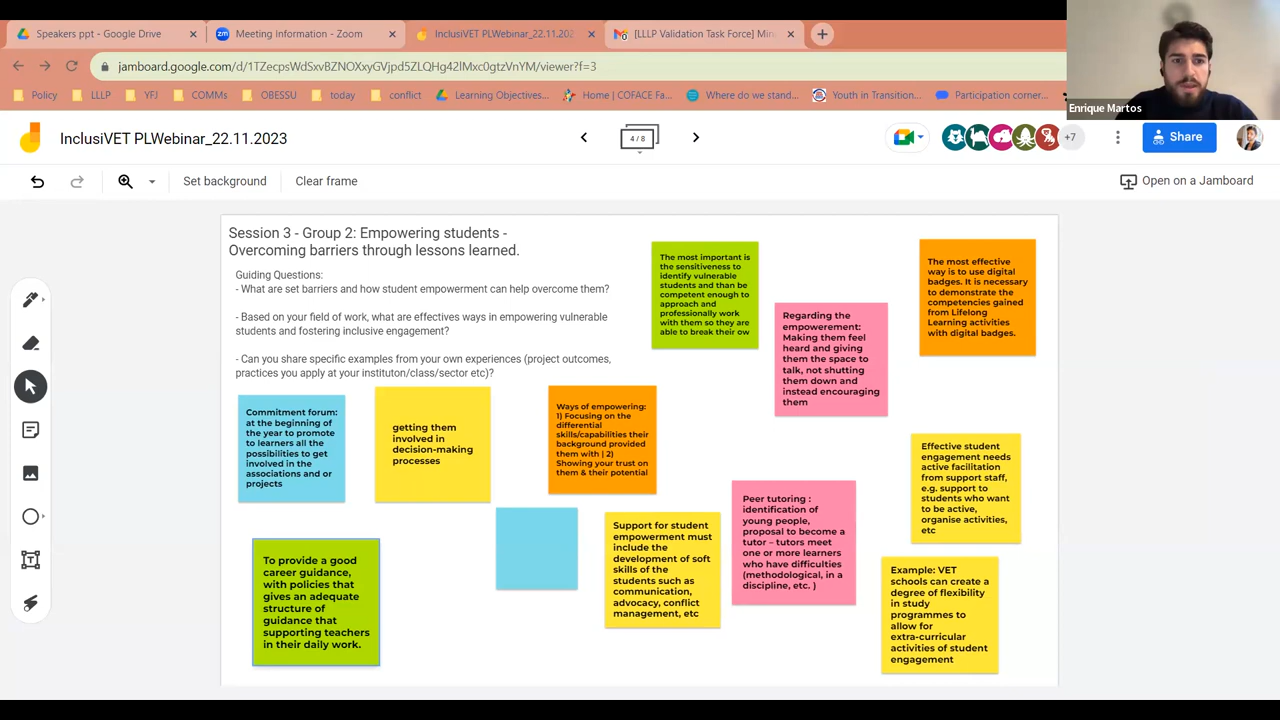 Speakers ppt - Google Drive
Meeting Information - Zoom
InclusiVET PLWebinar_22.11.202
[LLLP Validation Task Force] Min
Enrique Martos
Policy
LLLP
YFJ
COMMs
OBESSU
today
conflict
Learning Objectives...
Home | COFACE Fa...
Where do we stand...
Youth in Transition...
Participation corner...
InclusiVET PLWebinar_22.11.2023
4 / 8
+7
Share
Set background
Clear frame
Open on a Jamboard
Session 3 - Group 2: Empowering students -
Overcoming barriers through lessons learned.
Guiding Questions:
- What are set barriers and how student empowerment can help overcome them?
- Based on your field of work, what are effectives ways in empowering vulnerable
students and fostering inclusive engagement?
- Can you share specific examples from your own experiences (project outcomes,
practices you apply at your instituton/class/sector etc)?
The most important is
the sensitiveness to
identify vulnerable
students and than be
competent enough to
approach and
professionally work
with them so they are
able to break their ow
Regarding the
empowerement:
Making them feel
heard and giving
them the space to
talk, not shutting
them down and
instead encouraging
them
The most effective
way is to use digital
badges. It is necessary
to demonstrate the
competencies gained
from Lifelong
Learning activities
with digital badges.
Commitment forum:
at the beginning of
the year to promote
to learners all the
possibilities to get
involved in the
associations and or
projects
getting them
involved in
decision-making
processes
Ways of empowering:
1) Focusing on the
differential
skills/capabilities their
background provided
them with | 2)
Showing your trust on
them & their potential
Effective student
engagement needs
active facilitation
from support staff,
e.g. support to
students who want
to be active,
organise activities,
etc
Peer tutoring :
identification of
young people,
proposal to become a
tutor – tutors meet
one or more learners
who have difficulties
(methodological, in a
discipline, etc. )
Support for student
empowerment must
include the
development of soft
skills of the
students such as
communication,
advocacy, conflict
management, etc
To provide a good
career guidance,
with policies that
gives an adequate
structure of
guidance that
supporting teachers
in their daily work.
Example: VET
schools can create a
degree of flexibility
in study
programmes to
allow for
extra-curricular
activities of student
engagement